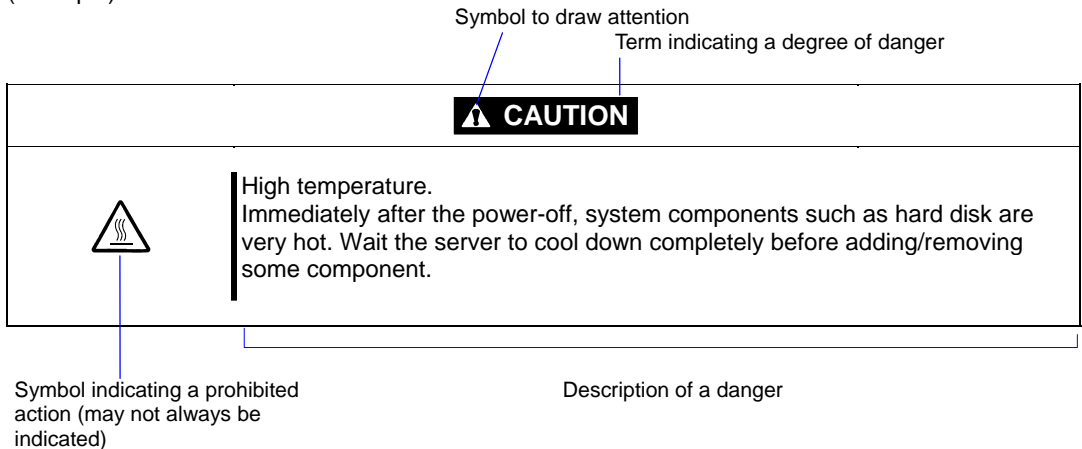 Symbol to draw attention
Term indicating a degree of danger
CAUTION
High temperature.
Immediately after the power-off, system components such as hard disk are
very hot. Wait the server to cool down completely before adding/removing
some component.
Symbol indicating a prohibited
action (may not always be
indicated)
Description of a danger